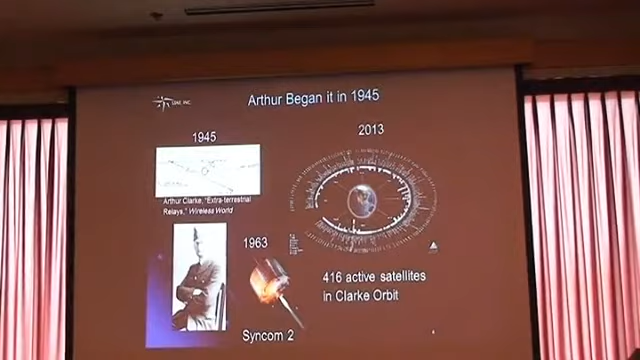 Arthur Began it in 1945
1945
2013
Arthur Clarke, "Extra-terrestrial
Relays," Wireless World
1963
416 active satellites
in Clarke Orbit
Syncom 2